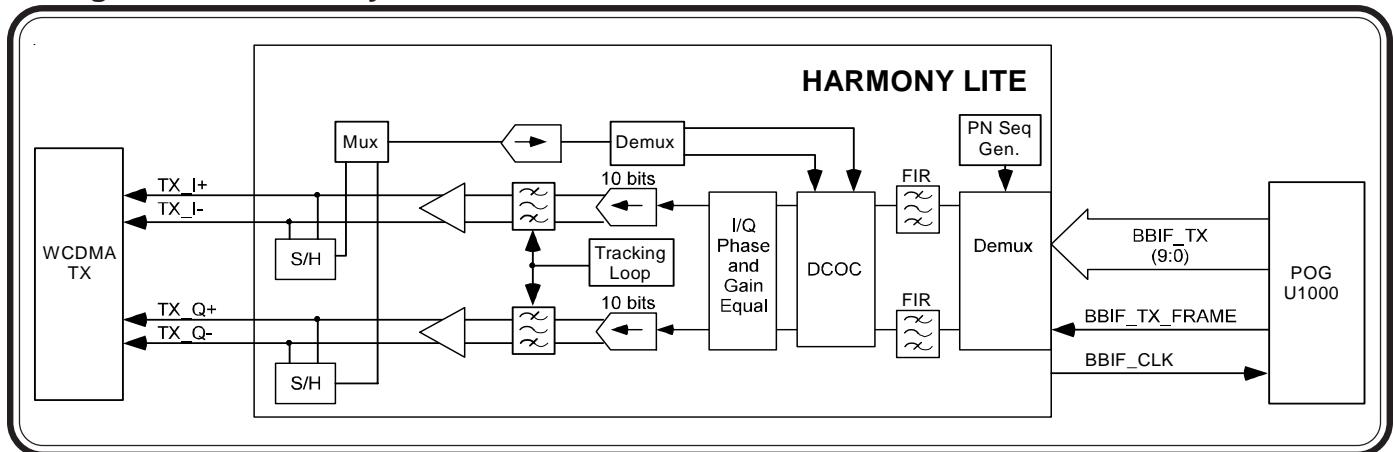 HARMONY LITE
Mux
Demux
PN Seq
Gen.
TX_I+
TX_I-
10 bits
FIR
S/H
WCDMA
TX
Tracking
Loop
I/Q
Phase
and
Gain
Equal
DCOC
Demux
BBIF_TX
(9:0)
POG
U1000
TX_Q+
TX_Q-
10 bits
FIR
BBIF_TX_FRAME
BBIF_CLK
S/H